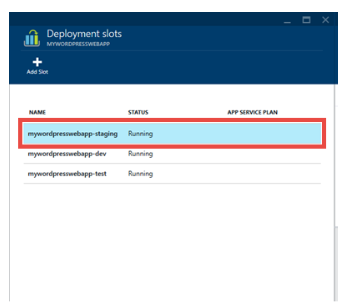 Deployment slots
MYWORDPRESSWEBAPP
Add Slot
NAME STATUS APP SERVICE PLAN
mywordpresswebapp-staging Running
mywordpresswebapp-dev Running
mywordpresswebapp-test Running